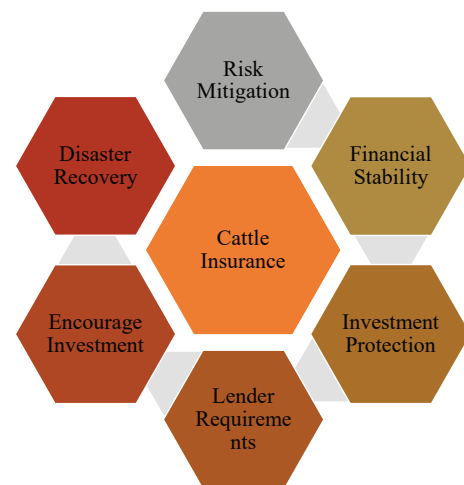 Risk
Mitigation
Disaster
Recovery
Financial
Stability
Cattle
Insurance
Encourage
Investment
Investment
Protection
Lender
Requireme
nts